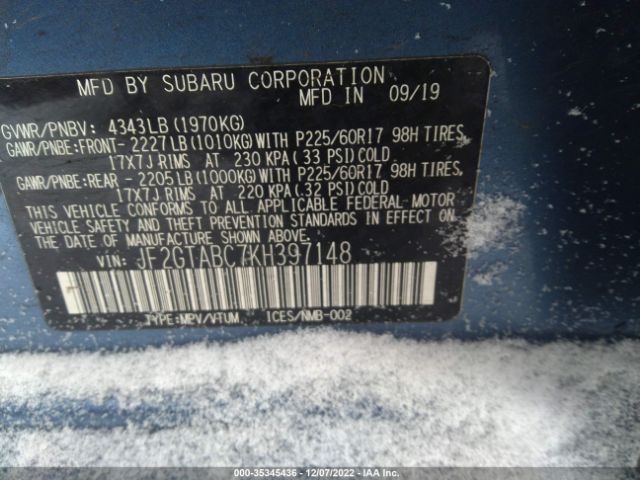 MFD BY SUBARU CORPORATION
MFD IN 09/19
GVWR/PNBV: 4343LB(1970KG)
GAWR/PNBE:FRONT- 2227LB(1010KG)WITH P225/60R17 98H TIRES,
17X7J RIMS AT 230 KPA(33 PSI)COLD
GAWR/PNBE:REAR - 2205LB(1000KG)WITH P225/60R17 98H TIRES,
17X7J RIMS AT 220 KPA(32 PSI)COLD
THIS VEHICLE CONFORMS TO ALL APPLICABLE FEDERAL MOTOR
VEHICLE SAFETY AND THEFT PREVENTION STANDARDS IN EFFECT ON
THE DATE OF MANUFACTURE SHOWN ABOVE.
VIN: JF2GTABC7KH397148
TYPE:MPV/VTUM ICES/NMB-002
000-35345436 - 12/07/2022 - IAA Inc.